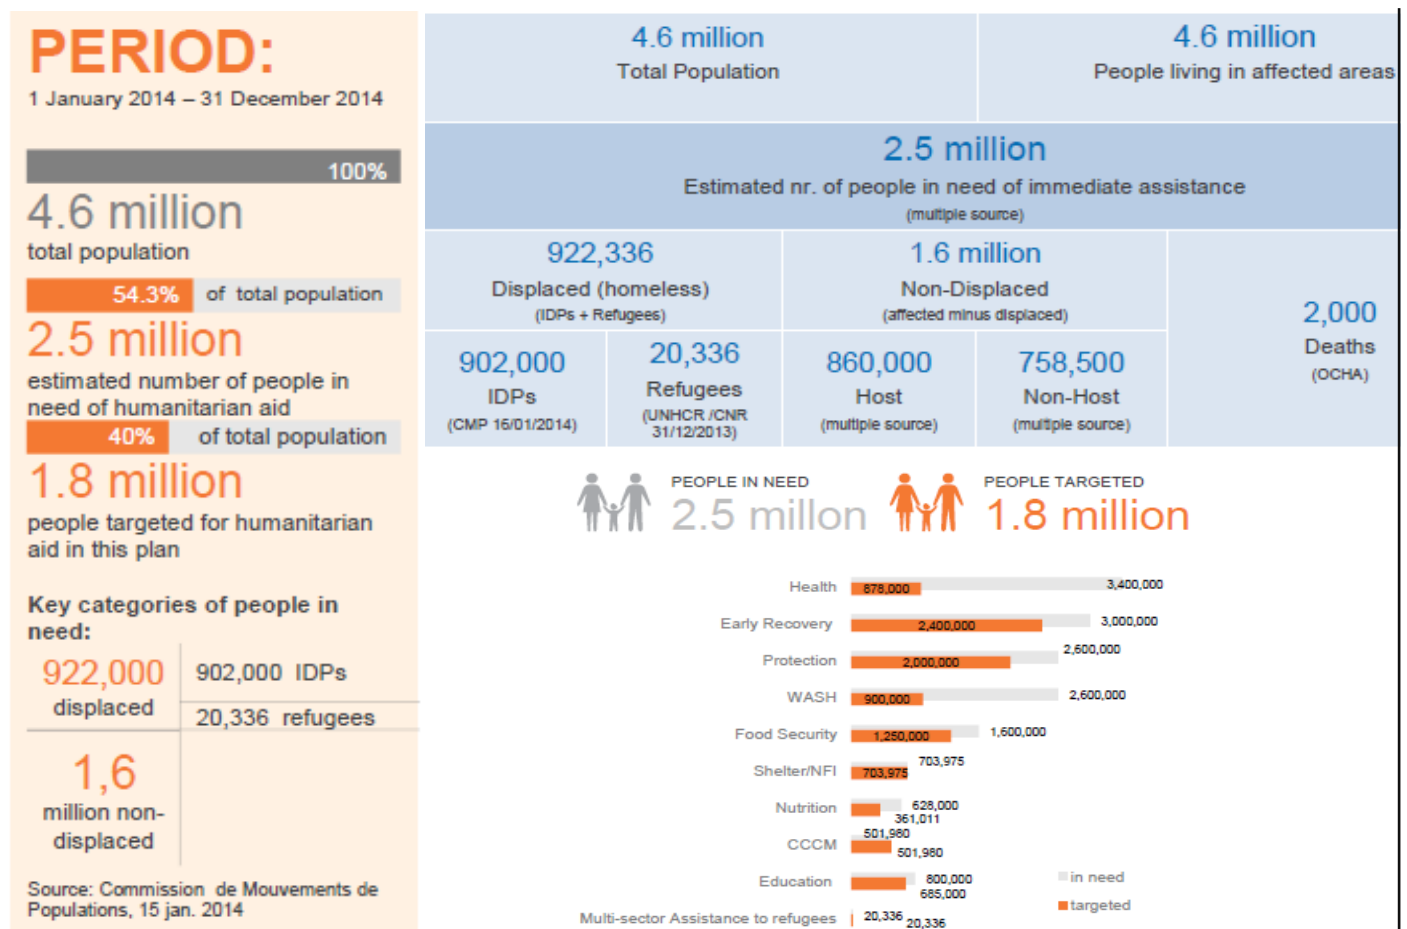 PERIOD:
1 January 2014 – 31 December 2014
100%
4.6 million
total population
54.3% of total population
2.5 million
estimated number of people in
need of humanitarian aid
40% of total population
1.8 million
people targeted for humanitarian
aid in this plan
Key categories of people in
need:
922,000
displaced
902,000 IDPs
20,336 refugees
1,6
million non-
displaced
Source: Commission de Mouvements de
Populations, 15 jan. 2014
4.6 million
Total Population
4.6 million
People living in affected areas
2.5 million
Estimated nr. of people in need of immediate assistance
(multiple source)
922,336
Displaced (homeless)
(IDPs + Refugees)
1.6 million
Non-Displaced
(affected minus displaced)
2,000
Deaths
(OCHA)
902,000
IDPs
(CMP 16/01/2014)
20,336
Refugees
(UNHCR /CNR
31/12/2013)
860,000
Host
(multiple source)
758,500
Non-Host
(multiple source)
PEOPLE IN NEED
2.5 millon
PEOPLE TARGETED
1.8 million
Health 878,000 3,400,000
Early Recovery 2,400,000 3,000,000
Protection 2,000,000 2,600,000
WASH 900,000 2,600,000
Food Security 1,250,000 1,600,000
Shelter/NFI 703,975 703,975
Nutrition 628,000
361,011
CCCM 501,980
501,980
Education 800,000
685,000
Multi-sector Assistance to refugees 20,336 20,336
in need
targeted